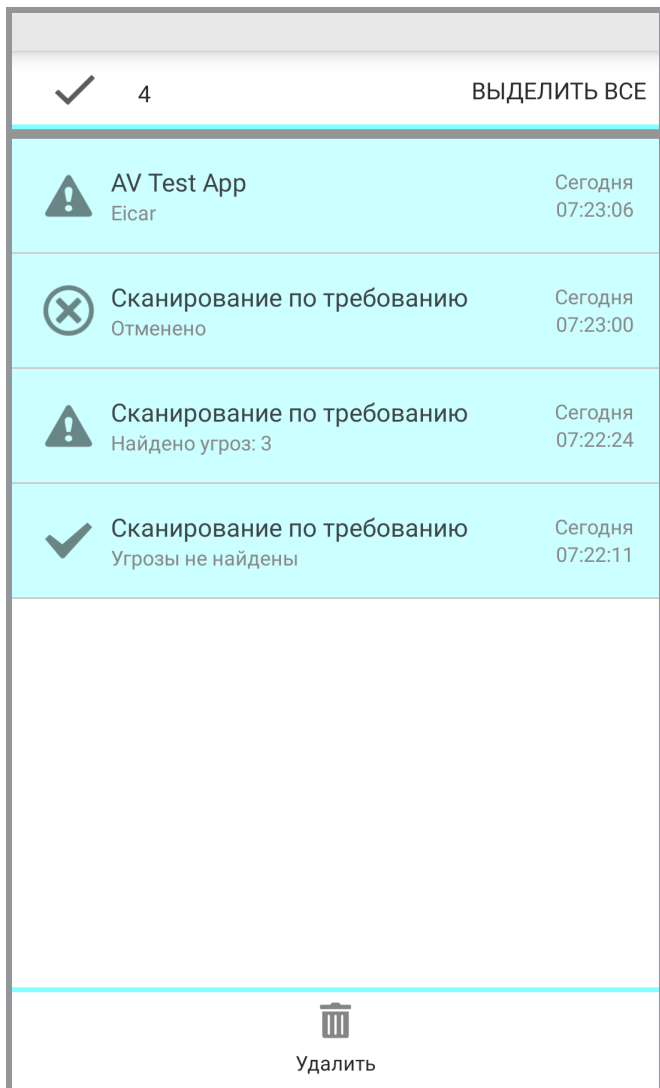 4
ВЫДЕЛИТЬ ВСЕ
AV Test App
Eicar
Сегодня
07:23:06
Сканирование по требованию
Отменено
Сегодня
07:23:00
Сканирование по требованию
Найдено угроз: 3
Сегодня
07:22:24
Сканирование по требованию
Угрозы не найдены
Сегодня
07:22:11
Удалить